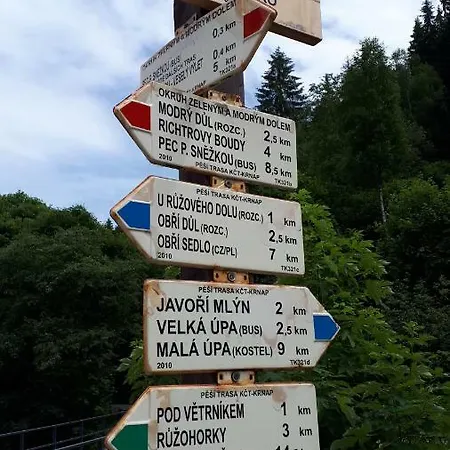 0,3 km
0,4 km
5 km
OKRUH ZELENÝM A MODRÝM DOLEM
MODRÝ DŮL (ROZC.) 2,5 km
RICHTROVY BOUDY 4 km
PEC P. SNĚŽKOU (BUS) 8,5 km
2010 PĚŠÍ TRASA KČT-KRNAP TK321
PĚŠÍ TRASA KČT-KRNAP
U RŮŽOVÉHO DOLU (ROZC.) 1 km
OBŘÍ DŮL (ROZC.) 2,5 km
OBŘÍ SEDLO (CZ/PL) 7 km
2010
PĚŠÍ TRASA KČT-KRNAP
JAVOŘÍ MLÝN 2 km
VELKÁ ÚPA (BUS) 2,5 km
MALÁ ÚPA (KOSTEL) 9 km
2010
PĚŠÍ TRASA KČT-KRNAP
POD VĚTRNÍKEM 1 km
RŮŽOHORKY 3 km
km